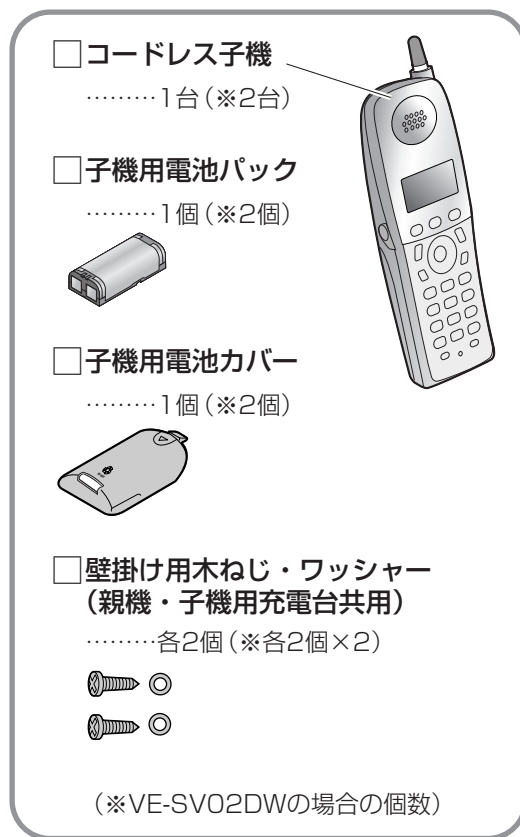 □コードレス子機
………1台(※2台)
□子機用電池パック
………1個(※2個)
□子機用電池カバー
………1個(※2個)
□壁掛け用木ねじ・ワッシャー
(親機・子機用充電台共用)
………各2個(※各2個×2)
(※VE-SV02DWの場合の個数)